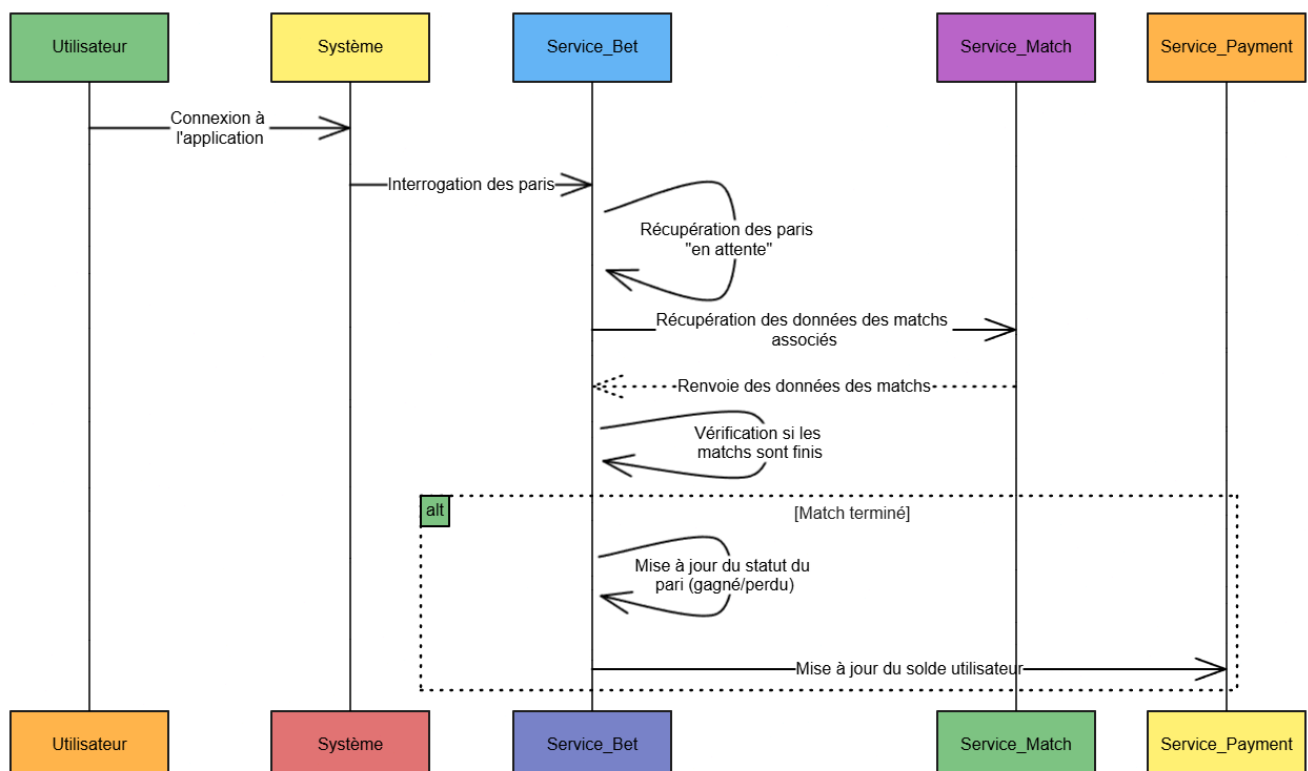 Utilisateur
Système
Service_Bet
Service_Match
Service_Payment
Connexion à
l'application
Interrogation des paris
Récupération des paris
"en attente"
Récupération des données des matchs
associés
Renvoie des données des matchs
Vérification si les
matchs sont finis
alt
[Match terminé]
Mise à jour du statut du
pari (gagné/perdu)
Mise à jour du solde utilisateur
Utilisateur
Système
Service_Bet
Service_Match
Service_Payment